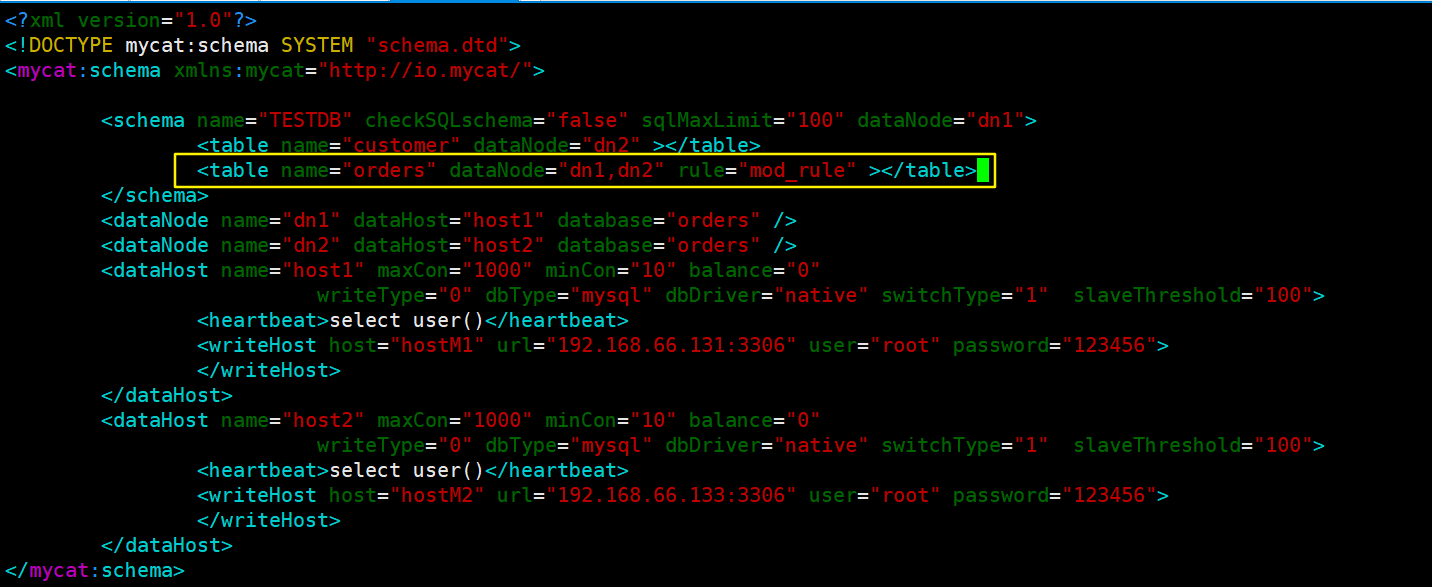 <?xml version="1.0"?>
<!DOCTYPE mycat:schema SYSTEM "schema.dtd">
<mycat:schema xmlns:mycat="http://io.mycat/">
<schema name="TESTDB" checkSQLschema="false" sqlMaxLimit="100" dataNode="dn1">
<table name="customer" dataNode="dn2" ></table>
<table name="orders" dataNode="dn1,dn2" rule="mod_rule" ></table>
</schema>
<dataNode name="dn1" dataHost="host1" database="orders" />
<dataNode name="dn2" dataHost="host2" database="orders" />
<dataHost name="host1" maxCon="1000" minCon="10" balance="0"
writeType="0" dbType="mysql" dbDriver="native" switchType="1"  slaveThreshold="100">
<heartbeat>select user()</heartbeat>
<writeHost host="hostM1" url="192.168.66.131:3306" user="root" password="123456">
</writeHost>
</dataHost>
<dataHost name="host2" maxCon="1000" minCon="10" balance="0"
writeType="0" dbType="mysql" dbDriver="native" switchType="1"  slaveThreshold="100">
<heartbeat>select user()</heartbeat>
<writeHost host="hostM2" url="192.168.66.133:3306" user="root" password="123456">
</writeHost>
</dataHost>
</mycat:schema>